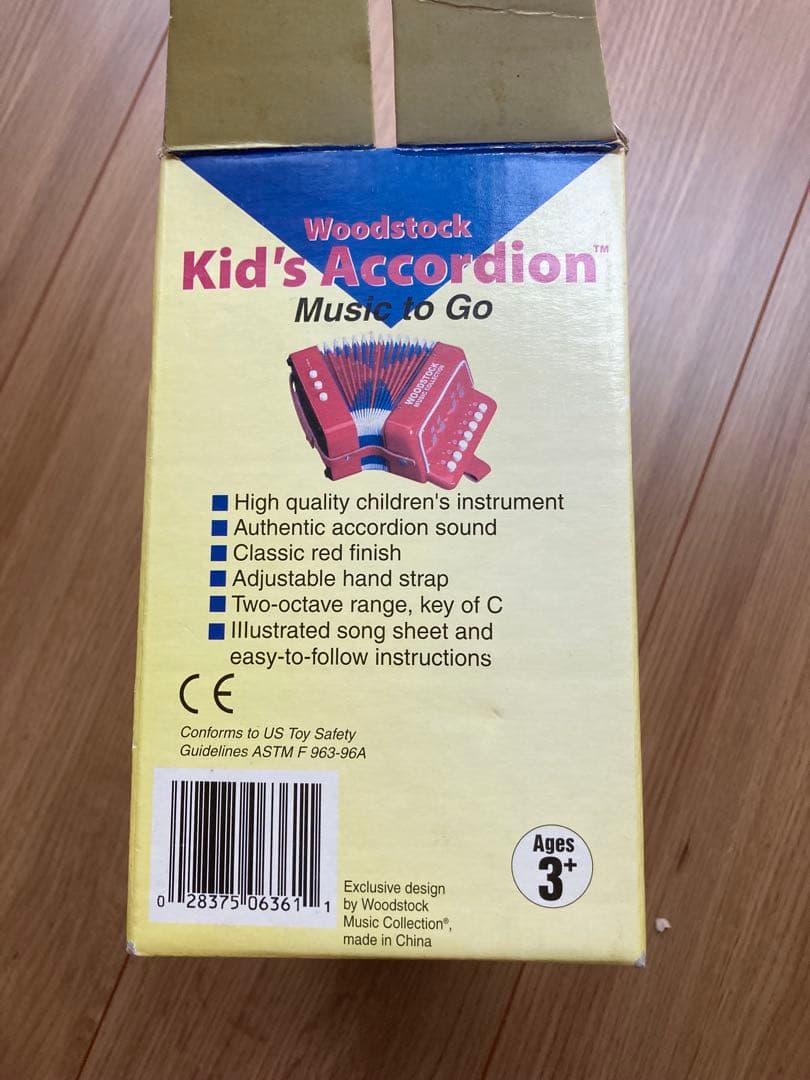 Woodstock
Kid's Accordion™
Music to Go
WOODSTOCK
MUSIC COLLECTION
■ High quality children's instrument
■ Authentic accordion sound
■ Classic red finish
■ Adjustable hand strap
■ Two-octave range, key of C
■ Illustrated song sheet and
easy-to-follow instructions
CE
Conforms to US Toy Safety
Guidelines ASTM F 963-96A
0 28375 06361 1
Exclusive design
by Woodstock
Music Collection®,
made in China
Ages
3+